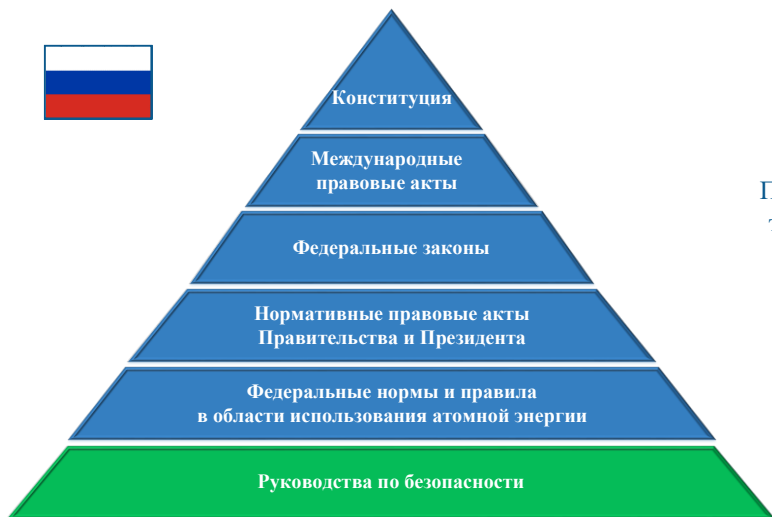 Конституция
Международные
правовые акты
Федеральные законы
Нормативные правовые акты
Правительства и Президента
Федеральные нормы и правила
в области использования атомной энергии
Руководства по безопасности